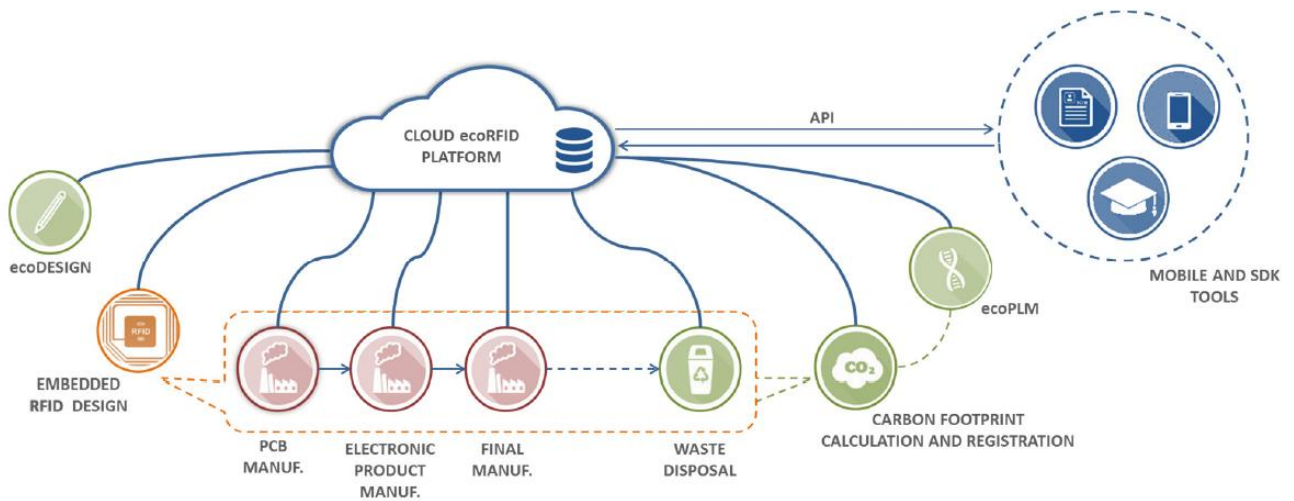 CLOUD ecoRFID
PLATFORM
API
ecoDESIGN
RFID
EMBEDDED
RFID DESIGN
PCB
MANUF.
ELECTRONIC
PRODUCT
MANUF.
FINAL
MANUF.
WASTE
DISPOSAL
CO₂
CARBON FOOTPRINT
CALCULATION AND REGISTRATION
ecoPLM
MOBILE AND SDK
TOOLS